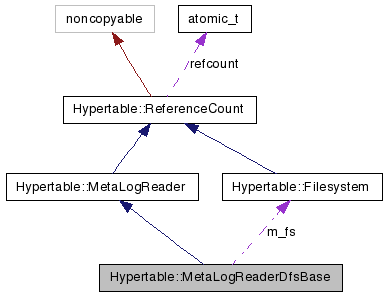 noncopyable
atomic_t
refcount
Hypertable::ReferenceCount
Hypertable::MetaLogReader
Hypertable::Filesystem
m_fs
Hypertable::MetaLogReaderDfsBase